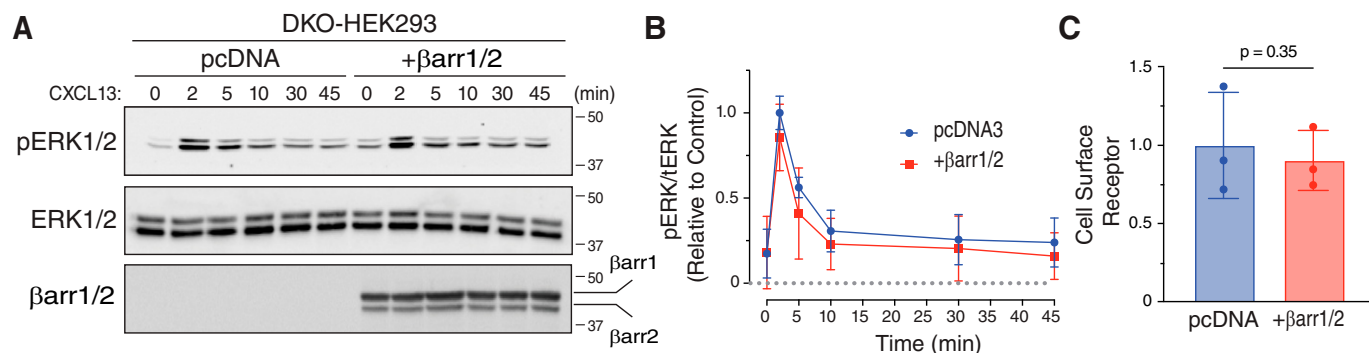 A
DKO-HEK293
pcDNA
+βarr1/2
CXCL13: 0 2 5 10 30 45 0 2 5 10 30 45 (min)
pERK1/2
50
37
ERK1/2
50
37
βarr1/2
50
37
βarr1
βarr2
B
pERK/tERK
(Relative to Control)
1.0
0.5
0
pcDNA3
+βarr1/2
0 5 10 15 20 25 30 35 40 45
Time (min)
C
p = 0.35
Cell Surface
Receptor
1.5
1.0
0.5
0
pcDNA +βarr1/2